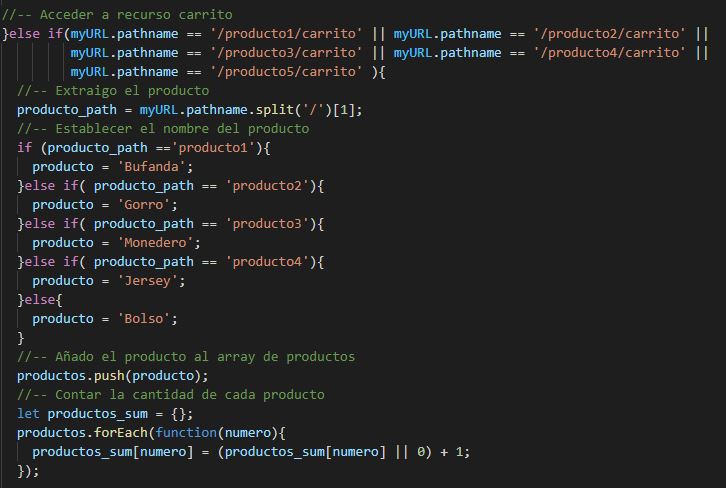 //-- Acceder a recurso carrito
}else if(myURL.pathname == '/producto1/carrito' || myURL.pathname == '/producto2/carrito' ||
         myURL.pathname == '/producto3/carrito' || myURL.pathname == '/producto4/carrito' ||
         myURL.pathname == '/producto5/carrito' ){
  //-- Extraigo el producto
  producto_path = myURL.pathname.split('/')[1];
  //-- Establecer el nombre del producto
  if (producto_path =='producto1'){
    producto = 'Bufanda';
  }else if( producto_path == 'producto2'){
    producto = 'Gorro';
  }else if( producto_path == 'producto3'){
    producto = 'Monedero';
  }else if( producto_path == 'producto4'){
    producto = 'Jersey';
  }else{
    producto = 'Bolso';
  }
  //-- Añado el producto al array de productos
  productos.push(producto);
  //-- Contar la cantidad de cada producto
  let productos_sum = {};
  productos.forEach(function(numero){
    productos_sum[numero] = (productos_sum[numero] || 0) + 1;
  });